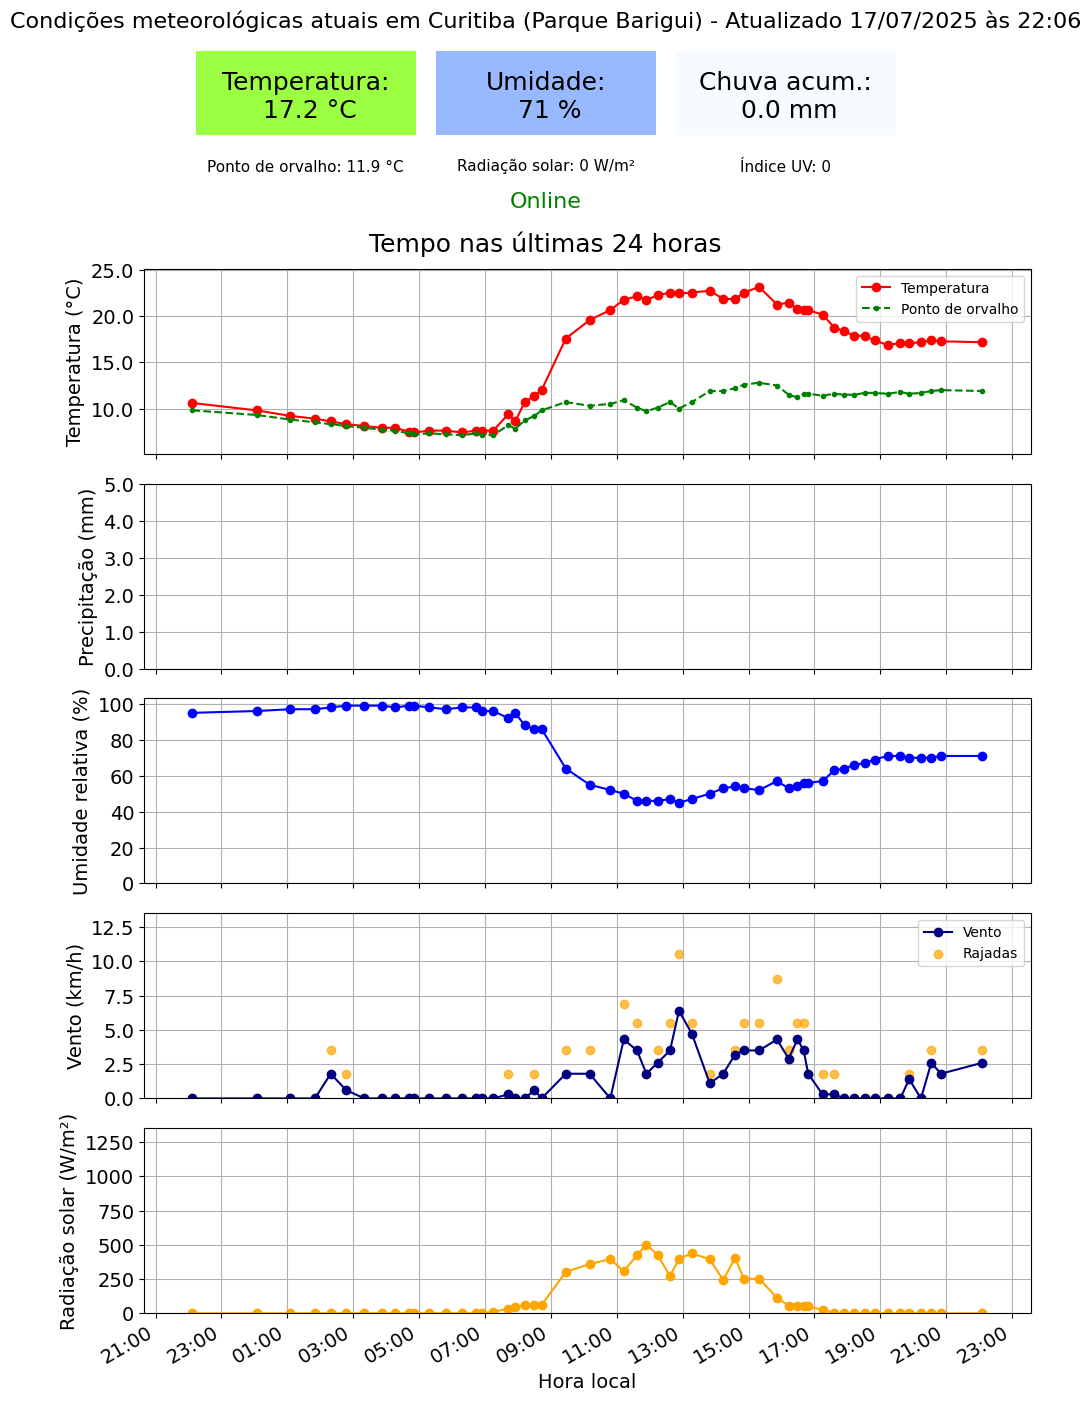 Condições meteorológicas atuais em Curitiba (Parque Barigui) - Atualizado 17/07/2025 às 22:06
Temperatura:
17.2 °C
Umidade:
71 %
Chuva acum.:
0.0 mm
Ponto de orvalho: 11.9 °C
Radiação solar: 0 W/m²
Índice UV: 0
Online
Tempo nas últimas 24 horas
Temperatura (°C)
25.0
20.0
15.0
10.0
Temperatura
Ponto de orvalho
Precipitação (mm)
5.0
4.0
3.0
2.0
1.0
0.0
Umidade relativa (%)
100
80
60
40
20
0
Vento (km/h)
12.5
10.0
7.5
5.0
2.5
0.0
Vento
Rajadas
Radiação solar (W/m²)
1250
1000
750
500
250
0
21:00
23:00
01:00
03:00
05:00
07:00
09:00
11:00
13:00
15:00
17:00
19:00
21:00
23:00
Hora local